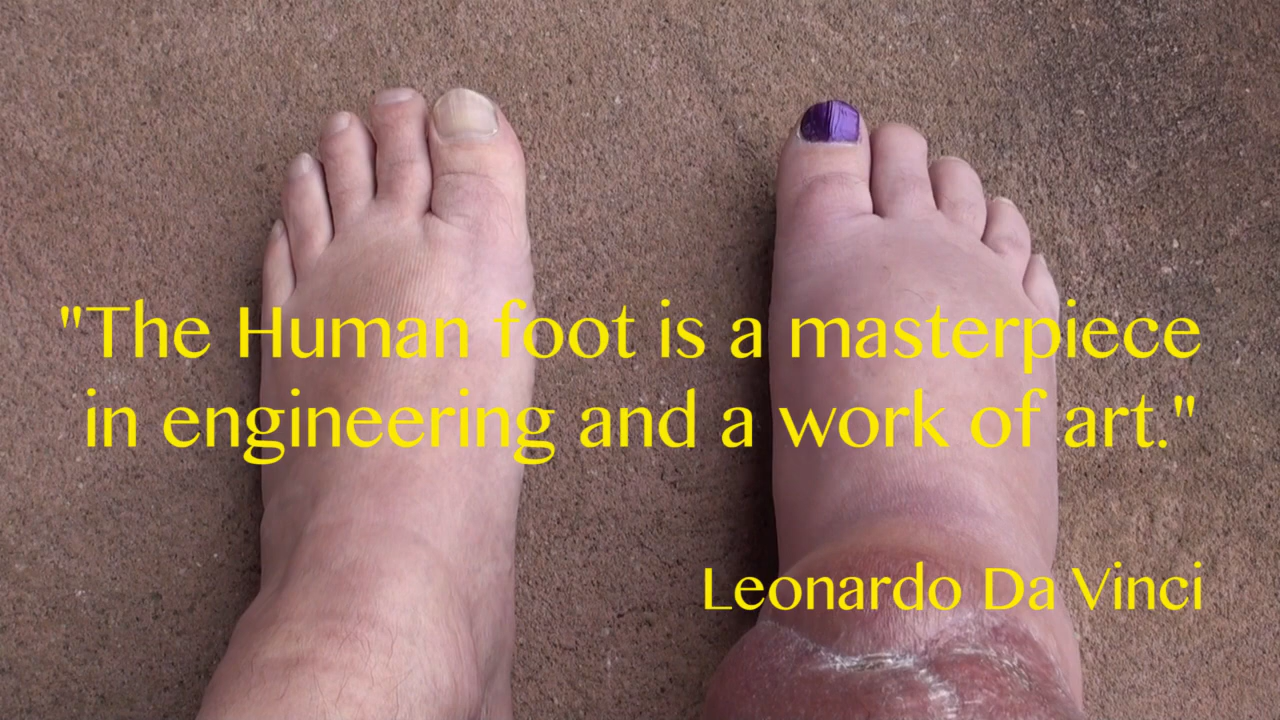 "The Human foot is a masterpiece
in engineering and a work of art."
Leonardo Da Vinci